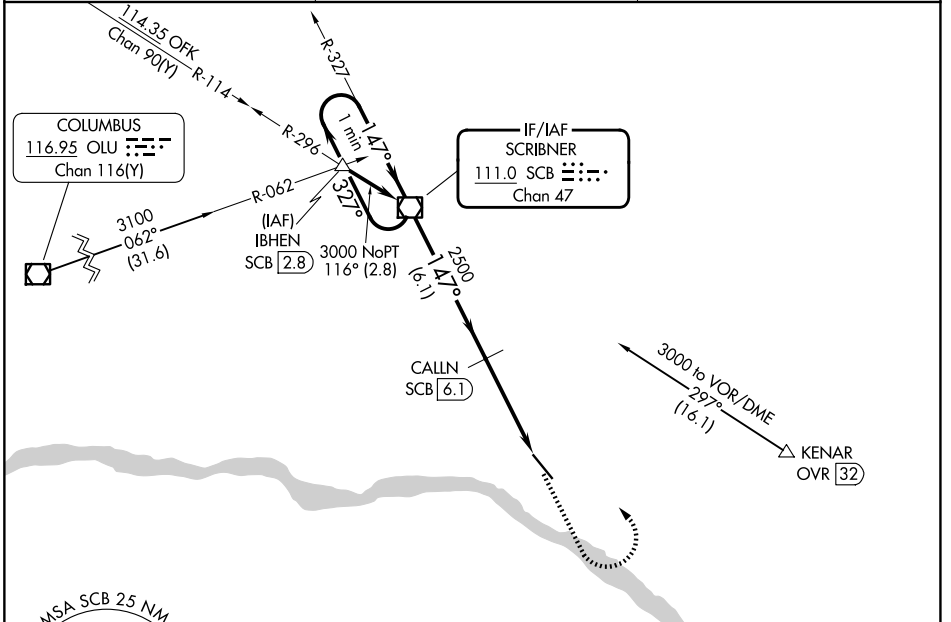 114.35 OFK
Chan 90(Y)
R-114
R-327
COLUMBUS
116.95 OLU
Chan 116(Y)
R-296
1 min
147°
IF/IAF
SCRIBNER
111.0 SCB
Chan 47
R-062
327°
3100
062°
(31.6)
(IAF)
IBHEN
SCB 2.8
3000 NoPT
116° (2.8)
2500
147°
(6.1)
CALLN
SCB 6.1
3000 to VOR/DME
297°
(16.1)
KENAR
OVR 32
MSA SCB 25 NM